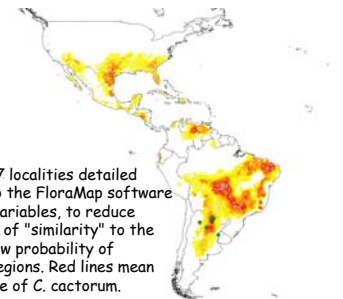 7 localities detailed
o the FloraMap software
variables, to reduce
of "similarity" to the
w probability of
egions. Red lines mean
e of C. cactorum.